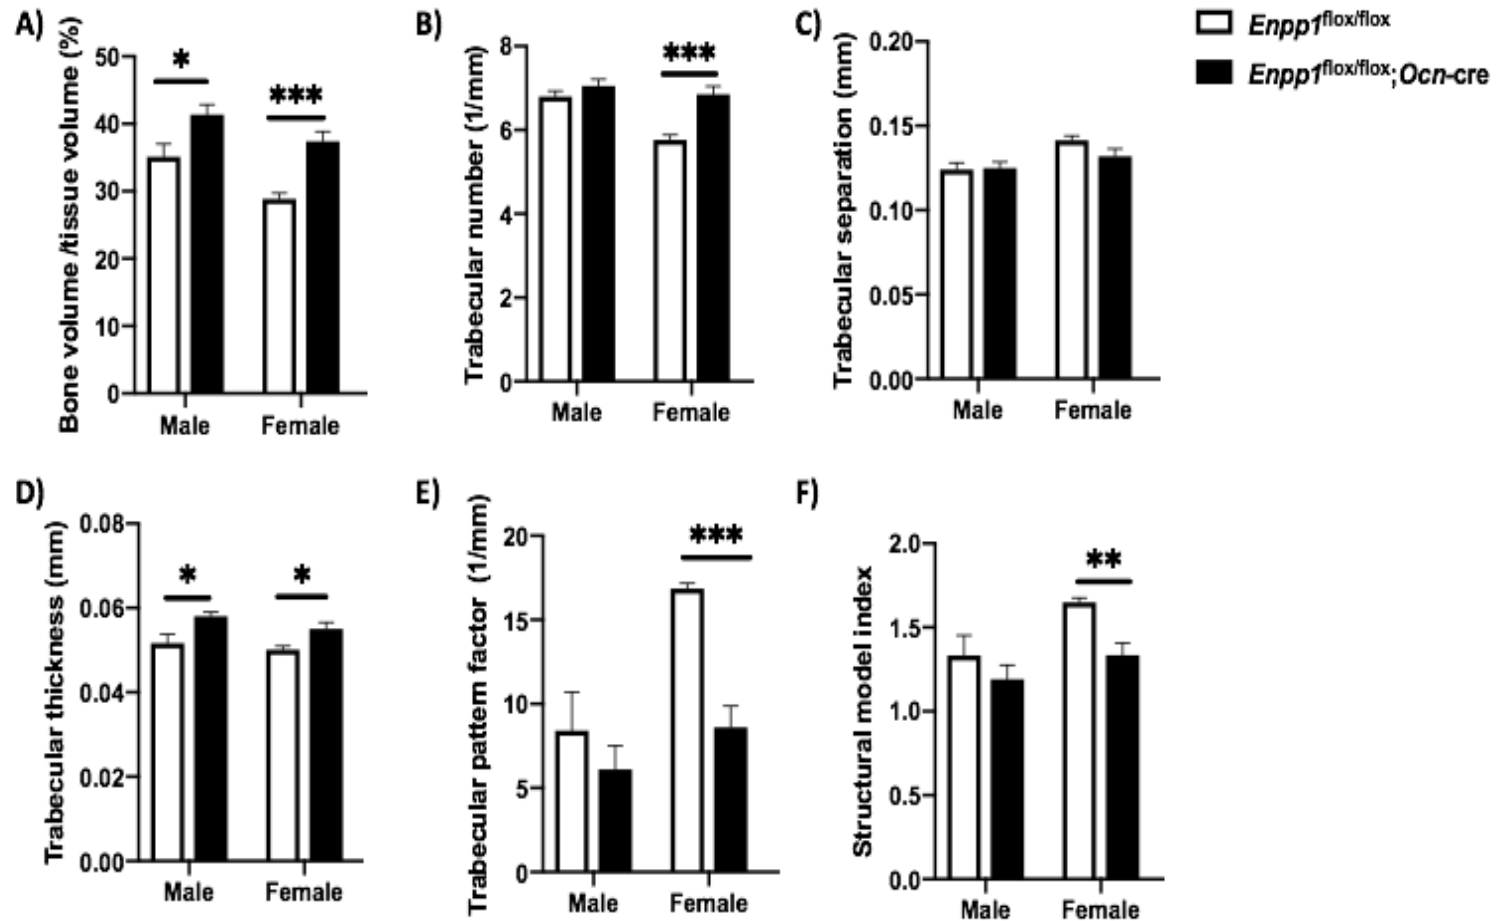 A)
Bone volume /tissue volume (%)
50
40
30
20
10
0
*
***
Male
Female
B)
Trabecular number (1/mm)
8
6
4
2
0
***
Male
Female
C)
Trabecular separation (mm)
0.20
0.15
0.10
0.05
0.00
Male
Female
Enpp1flox/flox
Enpp1flox/flox;Ocn-cre
D)
Trabecular thickness (mm)
0.08
0.06
0.04
0.02
0.00
*
*
Male
Female
E)
Trabecular pattern factor (1/mm)
20
15
10
5
0
***
Male
Female
F)
Structural model index
2.0
1.5
1.0
0.5
0.0
**
Male
Female